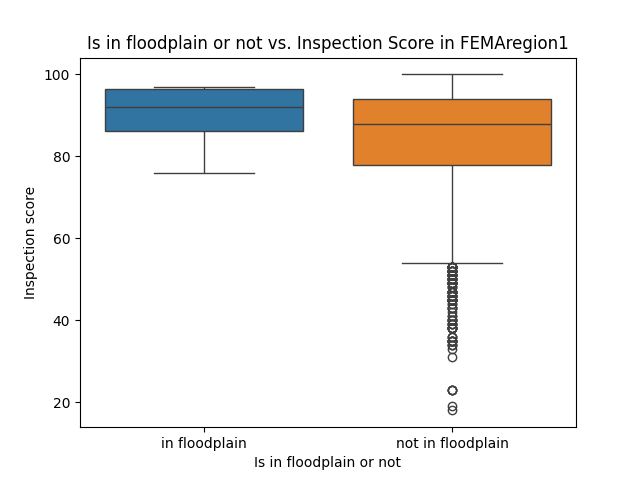 Is in floodplain or not vs. Inspection Score in FEMAregion1
100
80
60
40
20
Inspection score
in floodplain
not in floodplain
Is in floodplain or not